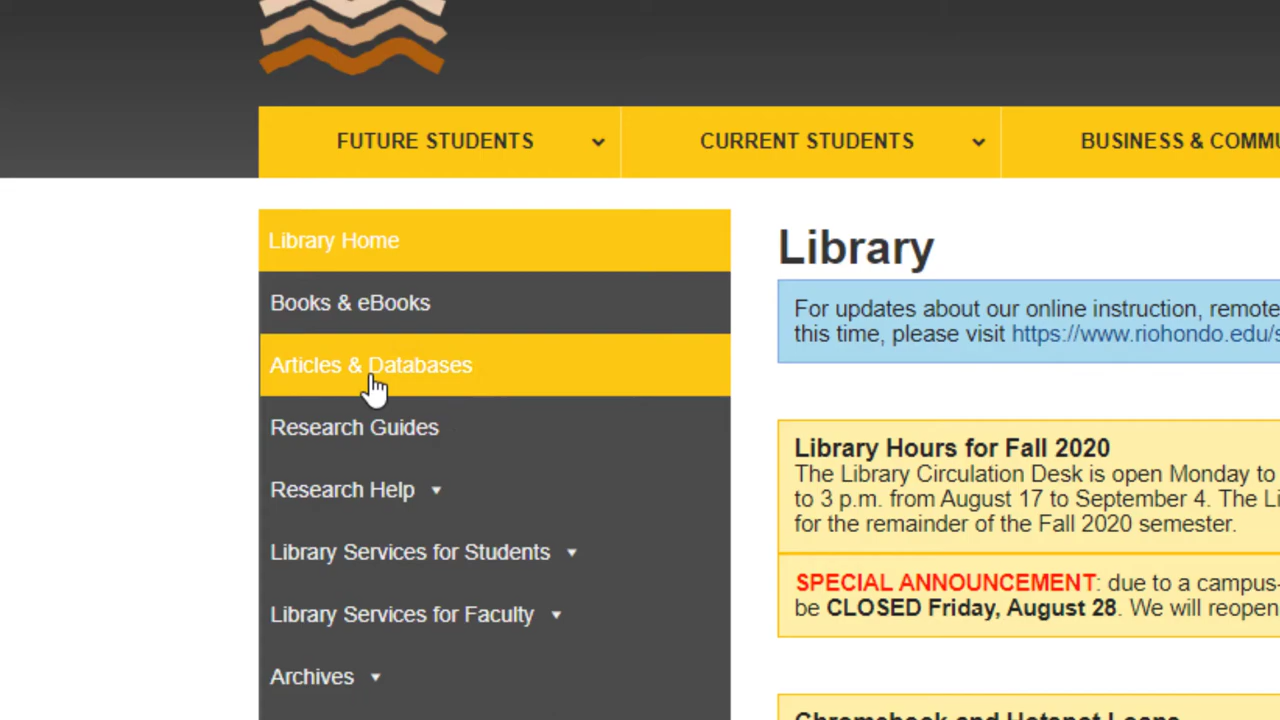 FUTURE STUDENTS
CURRENT STUDENTS
BUSINESS & COMMU
Library Home
Books & eBooks
Articles & Databases
Research Guides
Research Help
Library Services for Students
Library Services for Faculty
Archives
Library
For updates about our online instruction, remote
this time, please visit https://www.riohondo.edu/s
Library Hours for Fall 2020
The Library Circulation Desk is open Monday to
to 3 p.m. from August 17 to September 4. The Li
for the remainder of the Fall 2020 semester.
SPECIAL ANNOUNCEMENT: due to a campus-
be CLOSED Friday, August 28. We will reopen
Chromebook and Hotspot Loans